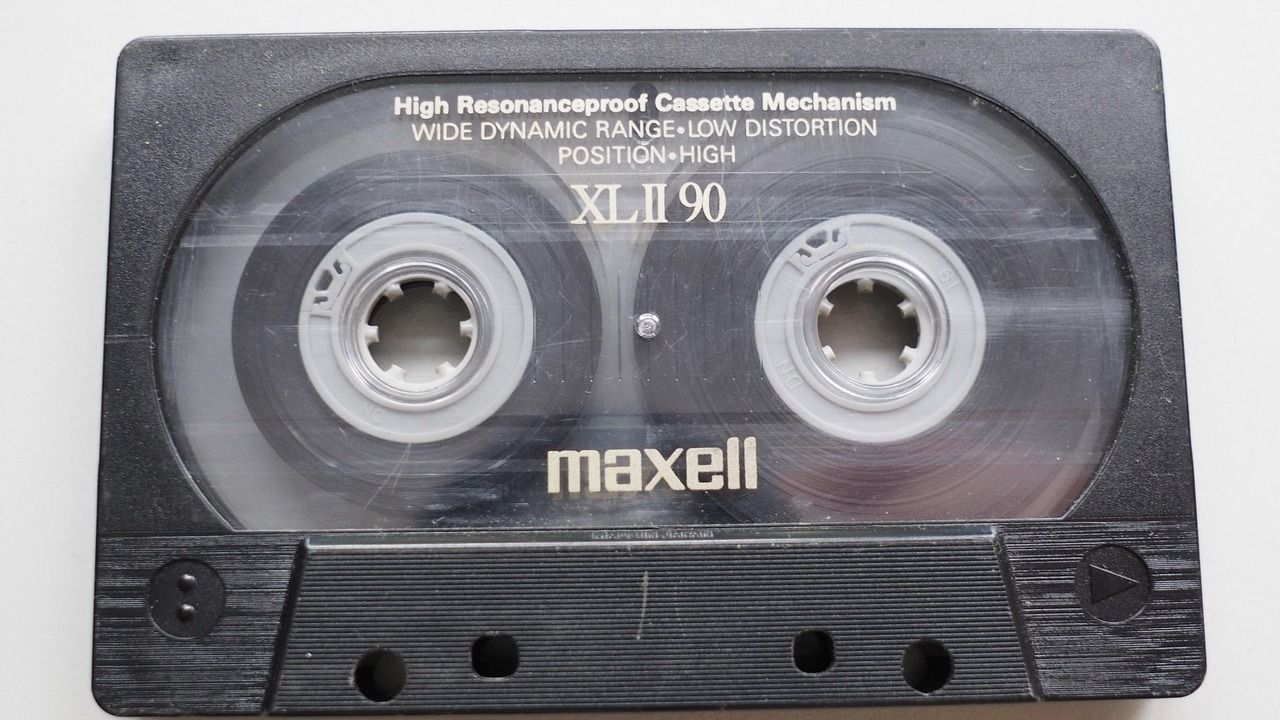 High Resonanceproof Cassette Mechanism
WIDE DYNAMIC RANGE•LOW DISTORTION
POSITION•HIGH
XLII 90
maxell